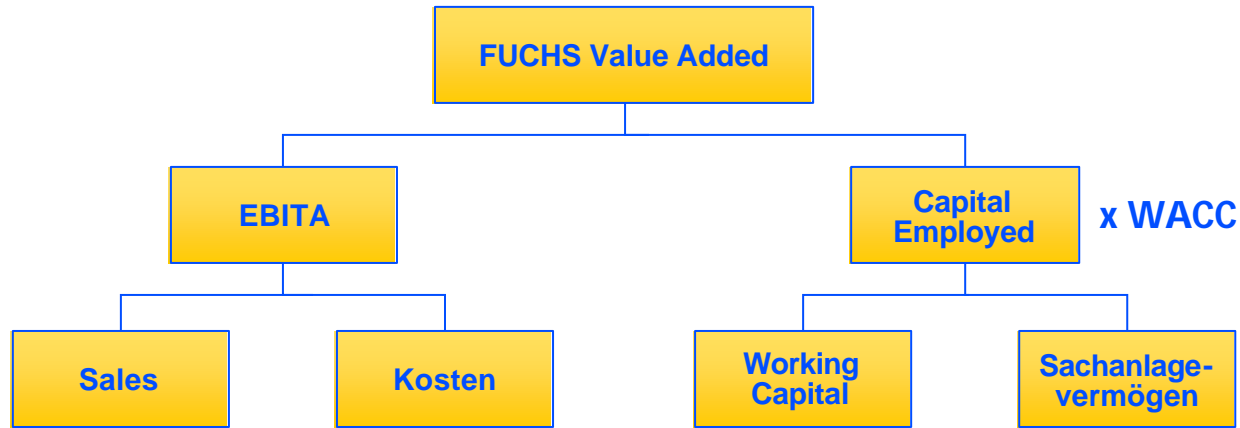 FUCHS Value Added
EBITA
Capital
Employed
x WACC
Sales
Kosten
Working
Capital
Sachanlage-
vermögen